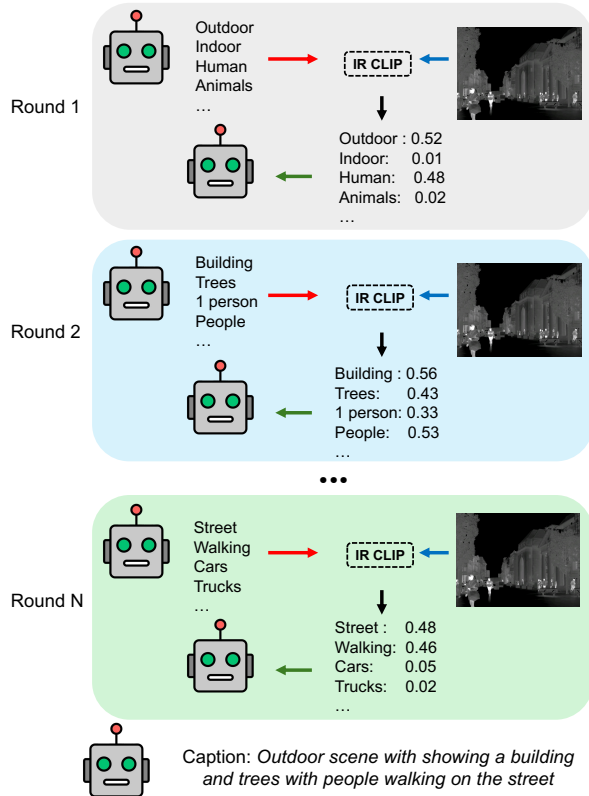 Round 1
Outdoor
Indoor
Human
Animals
...
IR CLIP
Outdoor : 0.52
Indoor: 0.01
Human: 0.48
Animals: 0.02
...
Round 2
Building
Trees
1 person
People
...
IR CLIP
Building : 0.56
Trees: 0.43
1 person: 0.33
People: 0.53
...
...
Round N
Street
Walking
Cars
Trucks
...
IR CLIP
Street : 0.48
Walking: 0.46
Cars: 0.05
Trucks: 0.02
...
Caption: Outdoor scene with showing a building
and trees with people walking on the street